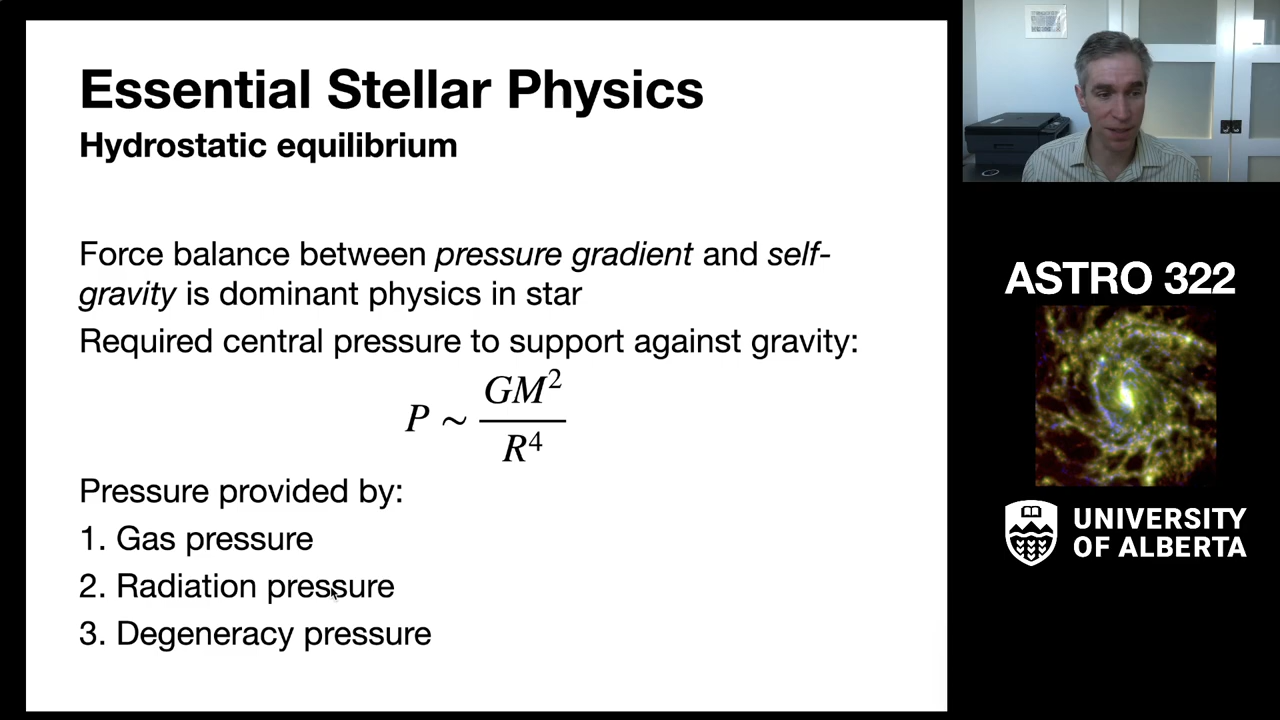 Essential Stellar Physics
Hydrostatic equilibrium
Force balance between pressure gradient and self-
gravity is dominant physics in star
Required central pressure to support against gravity:
P ~ GM²/R⁴
Pressure provided by:
1. Gas pressure
2. Radiation pressure
3. Degeneracy pressure
ASTRO 322
UNIVERSITY
OF ALBERTA